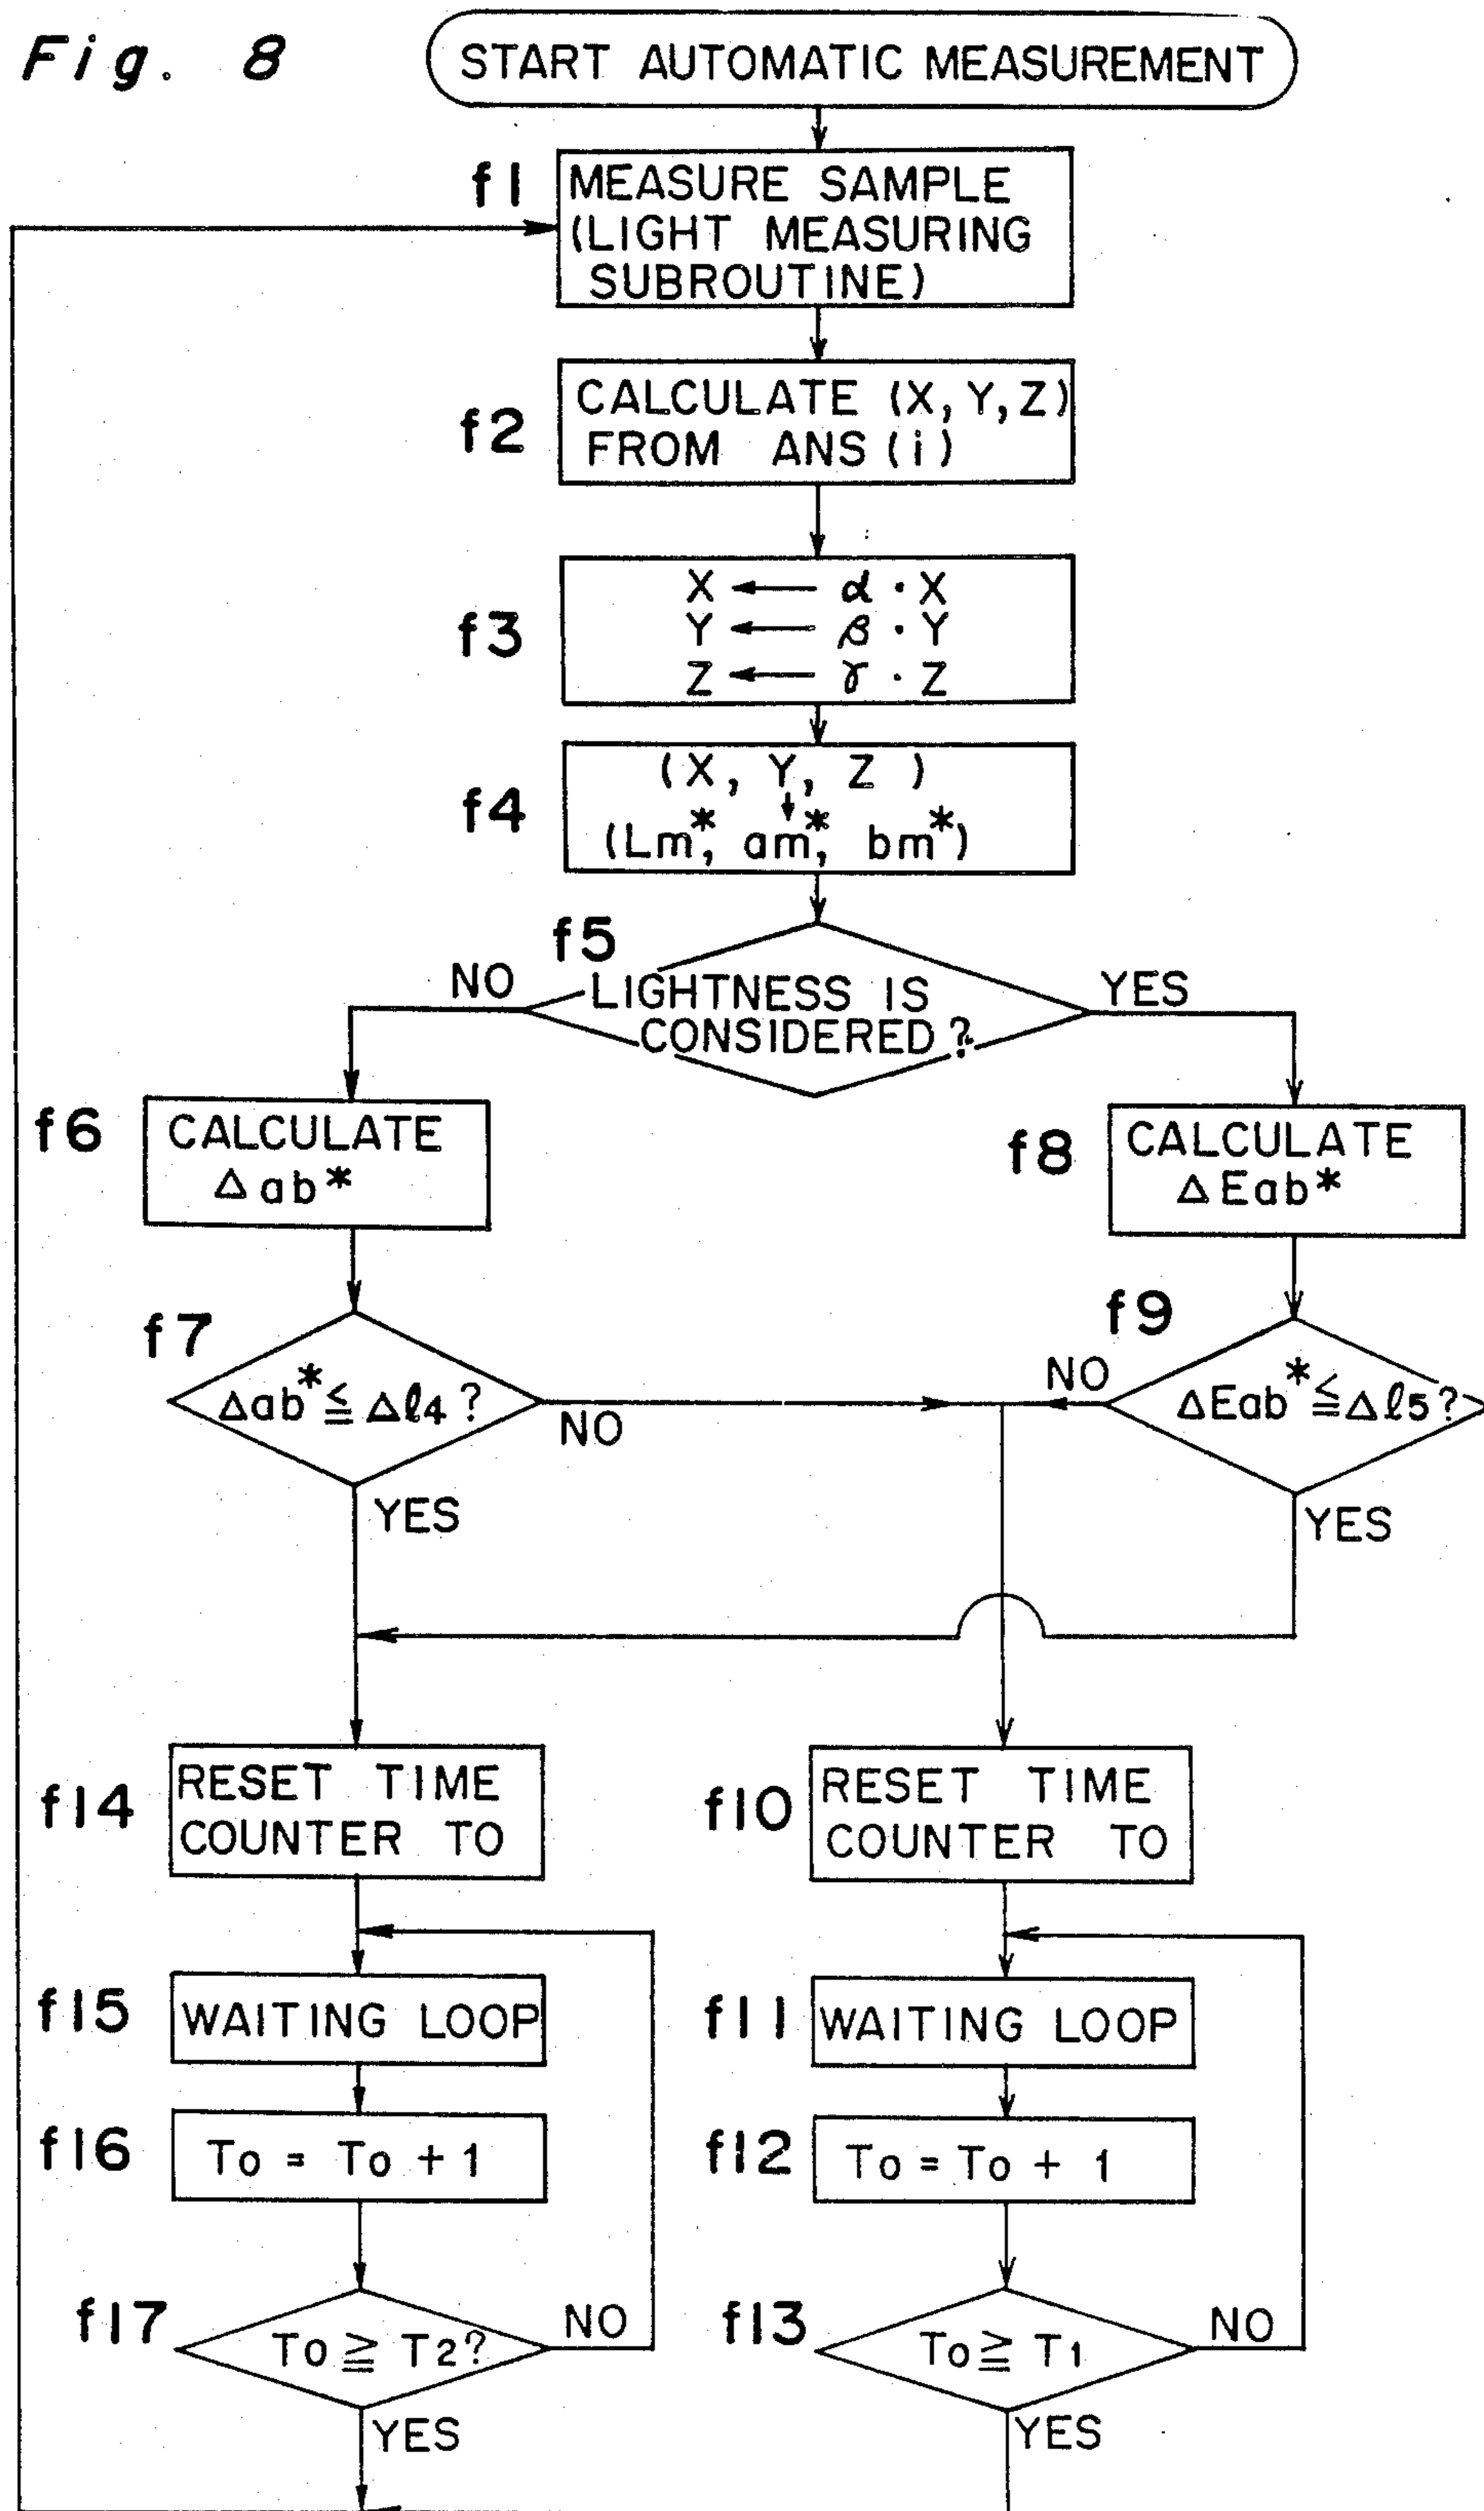 Fig. 8
START AUTOMATIC MEASUREMENT
f1
MEASURE SAMPLE
(LIGHT MEASURING
SUBROUTINE)
f2
CALCULATE (X, Y, Z)
FROM ANS (i)
f3
X ← α · X
Y ← β · Y
Z ← γ · Z
f4
(X, Y, Z)
↓
(Lm*, am*, bm*)
f5
LIGHTNESS IS
CONSIDERED ?
NO
YES
f6
CALCULATE
Δab*
f8
CALCULATE
ΔEab*
f7
Δab* ≦ Δℓ4 ?
NO
YES
f9
ΔEab* ≦ Δℓ5 ?
NO
YES
f14
RESET TIME
COUNTER TO
f10
RESET TIME
COUNTER TO
f15
WAITING LOOP
f11
WAITING LOOP
f16
To = To + 1
f12
To = To + 1
f17
To ≧ T2?
NO
YES
f13
To ≧ T1
NO
YES